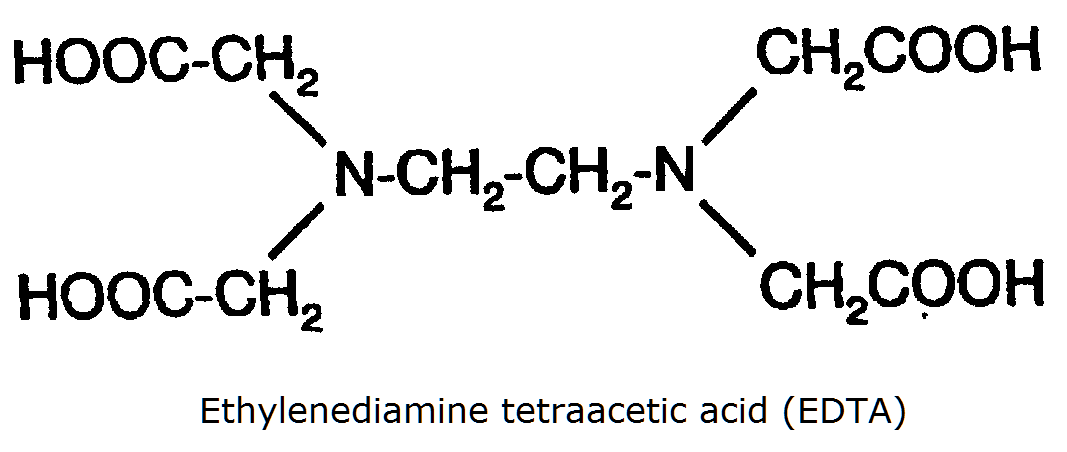 HOOC-CH₂ CH₂COOH
N-CH₂-CH₂-N
HOOC-CH₂ CH₂COOH
Ethylenediamine tetraacetic acid (EDTA)